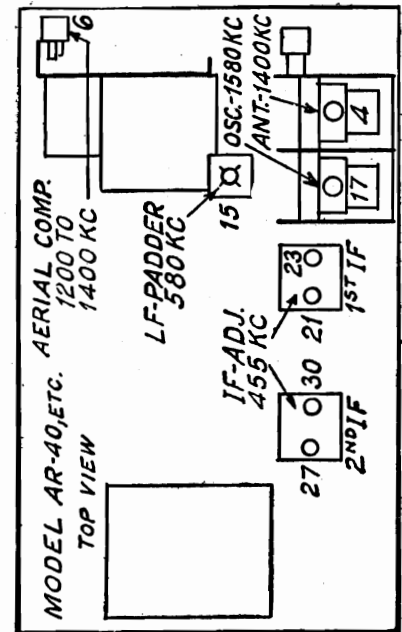 MODEL AR-40, ETC.
TOP VIEW
AERIAL COMP.
1200 TO
1400 KC
6
LF-PADDER
580 KC
15
OSC.-1580 KC
ANT.-1400 KC
4
17
IF-ADJ.
455 KC
23
21
1ST IF
30
27
2ND IF